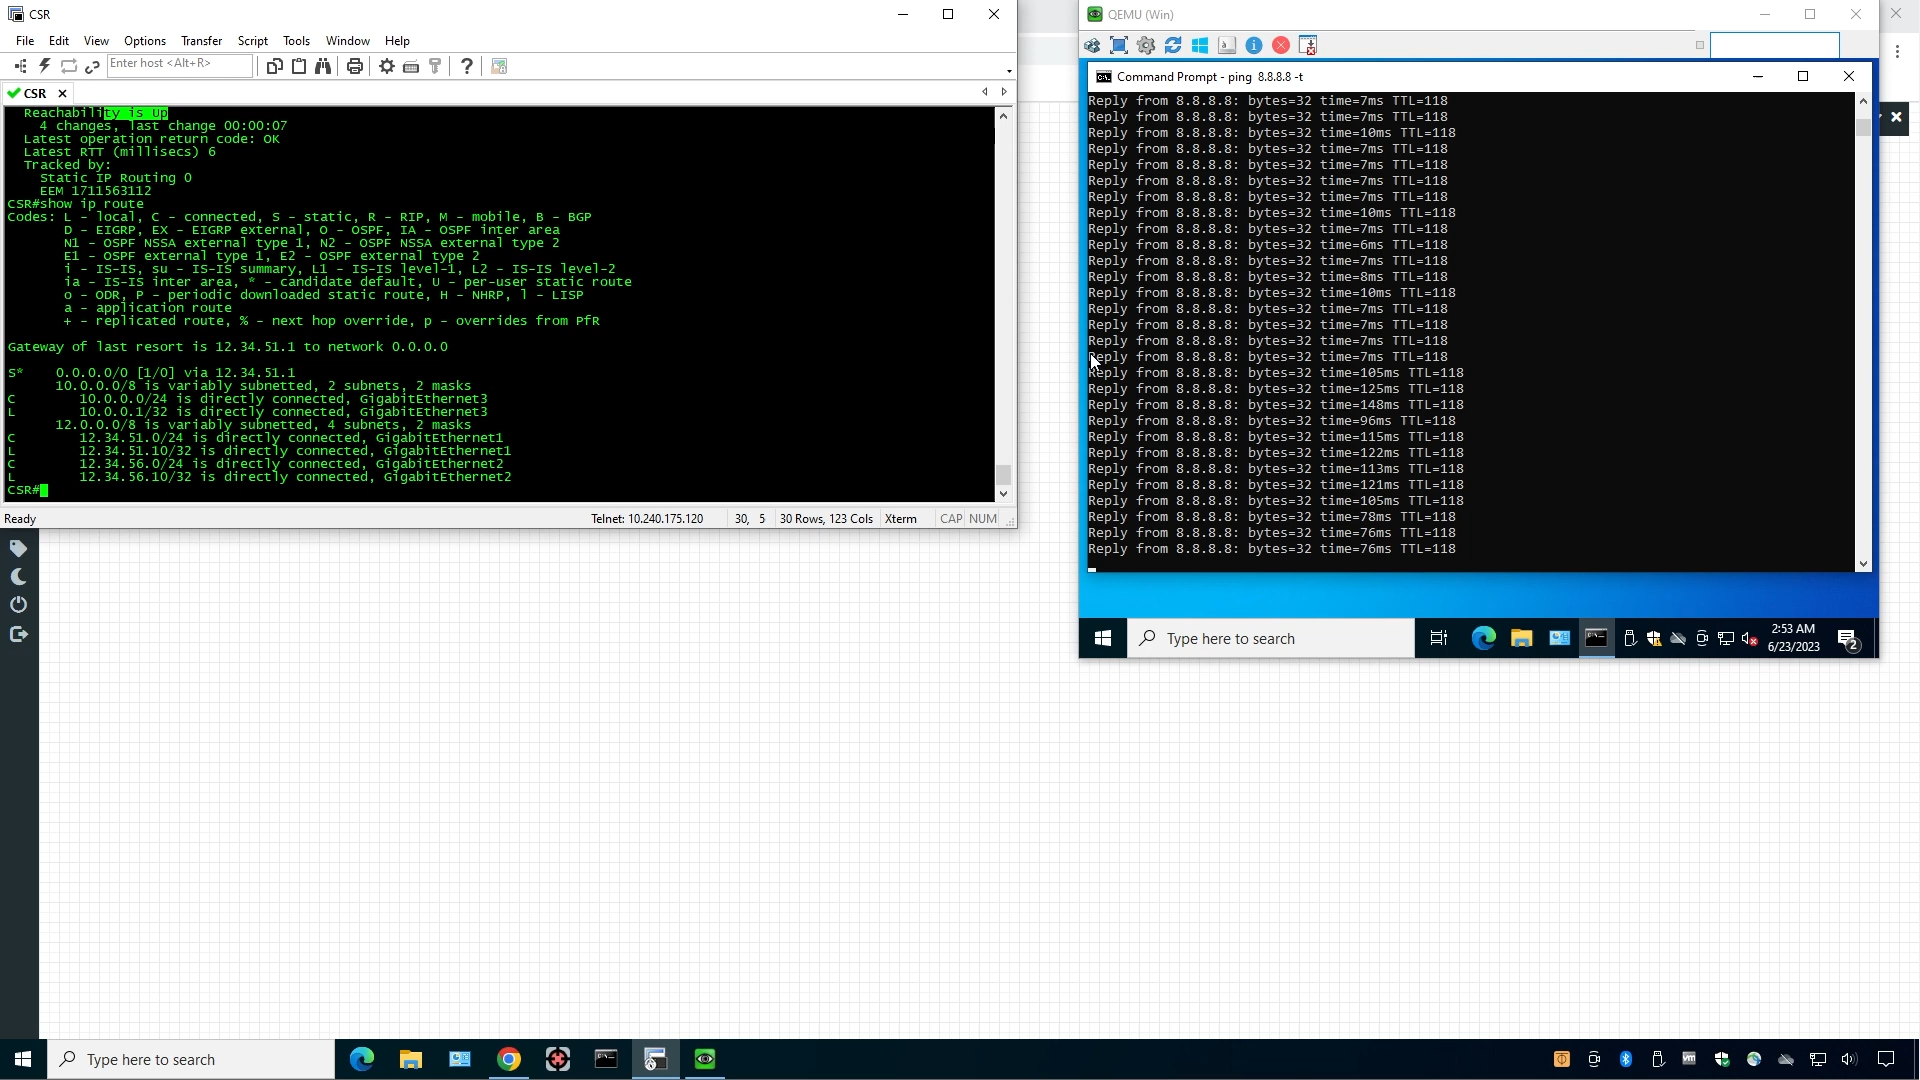 CSR
File Edit View Options Transfer Script Tools Window Help
Enter host <Alt+R>
CSR
Reachability is Up
4 changes, last change 00:00:07
Latest operation return code: OK
Latest RTT (millisecs) 6
Tracked by:
Static IP Routing 0
EEM 1711563112
CSR#show ip route
Codes: L - local, C - connected, S - static, R - RIP, M - mobile, B - BGP
D - EIGRP, EX - EIGRP external, O - OSPF, IA - OSPF inter area
N1 - OSPF NSSA external type 1, N2 - OSPF NSSA external type 2
E1 - OSPF external type 1, E2 - OSPF external type 2
i - IS-IS, su - IS-IS summary, L1 - IS-IS level-1, L2 - IS-IS level-2
ia - IS-IS inter area, * - candidate default, U - per-user static route
o - ODR, P - periodic downloaded static route, H - NHRP, l - LISP
a - application route
+ - replicated route, % - next hop override, p - overrides from PfR
Gateway of last resort is 12.34.51.1 to network 0.0.0.0
S* 0.0.0.0/0 [1/0] via 12.34.51.1
10.0.0.0/8 is variably subnetted, 2 subnets, 2 masks
C 10.0.0.0/24 is directly connected, GigabitEthernet3
L 10.0.0.1/32 is directly connected, GigabitEthernet3
12.0.0.0/8 is variably subnetted, 4 subnets, 2 masks
C 12.34.51.0/24 is directly connected, GigabitEthernet1
L 12.34.51.10/32 is directly connected, GigabitEthernet1
C 12.34.56.0/24 is directly connected, GigabitEthernet2
L 12.34.56.10/32 is directly connected, GigabitEthernet2
CSR#
Ready Telnet: 10.240.175.120 30, 5 30 Rows, 123 Cols Xterm CAP NUM
QEMU (Win)
Command Prompt - ping 8.8.8.8 -t
Reply from 8.8.8.8: bytes=32 time=7ms TTL=118
Reply from 8.8.8.8: bytes=32 time=7ms TTL=118
Reply from 8.8.8.8: bytes=32 time=10ms TTL=118
Reply from 8.8.8.8: bytes=32 time=7ms TTL=118
Reply from 8.8.8.8: bytes=32 time=7ms TTL=118
Reply from 8.8.8.8: bytes=32 time=7ms TTL=118
Reply from 8.8.8.8: bytes=32 time=7ms TTL=118
Reply from 8.8.8.8: bytes=32 time=10ms TTL=118
Reply from 8.8.8.8: bytes=32 time=7ms TTL=118
Reply from 8.8.8.8: bytes=32 time=6ms TTL=118
Reply from 8.8.8.8: bytes=32 time=7ms TTL=118
Reply from 8.8.8.8: bytes=32 time=8ms TTL=118
Reply from 8.8.8.8: bytes=32 time=10ms TTL=118
Reply from 8.8.8.8: bytes=32 time=7ms TTL=118
Reply from 8.8.8.8: bytes=32 time=7ms TTL=118
Reply from 8.8.8.8: bytes=32 time=7ms TTL=118
Reply from 8.8.8.8: bytes=32 time=7ms TTL=118
Reply from 8.8.8.8: bytes=32 time=105ms TTL=118
Reply from 8.8.8.8: bytes=32 time=125ms TTL=118
Reply from 8.8.8.8: bytes=32 time=148ms TTL=118
Reply from 8.8.8.8: bytes=32 time=96ms TTL=118
Reply from 8.8.8.8: bytes=32 time=115ms TTL=118
Reply from 8.8.8.8: bytes=32 time=122ms TTL=118
Reply from 8.8.8.8: bytes=32 time=113ms TTL=118
Reply from 8.8.8.8: bytes=32 time=121ms TTL=118
Reply from 8.8.8.8: bytes=32 time=105ms TTL=118
Reply from 8.8.8.8: bytes=32 time=78ms TTL=118
Reply from 8.8.8.8: bytes=32 time=76ms TTL=118
Reply from 8.8.8.8: bytes=32 time=76ms TTL=118
Type here to search
2:53 AM
6/23/2023
2
Type here to search